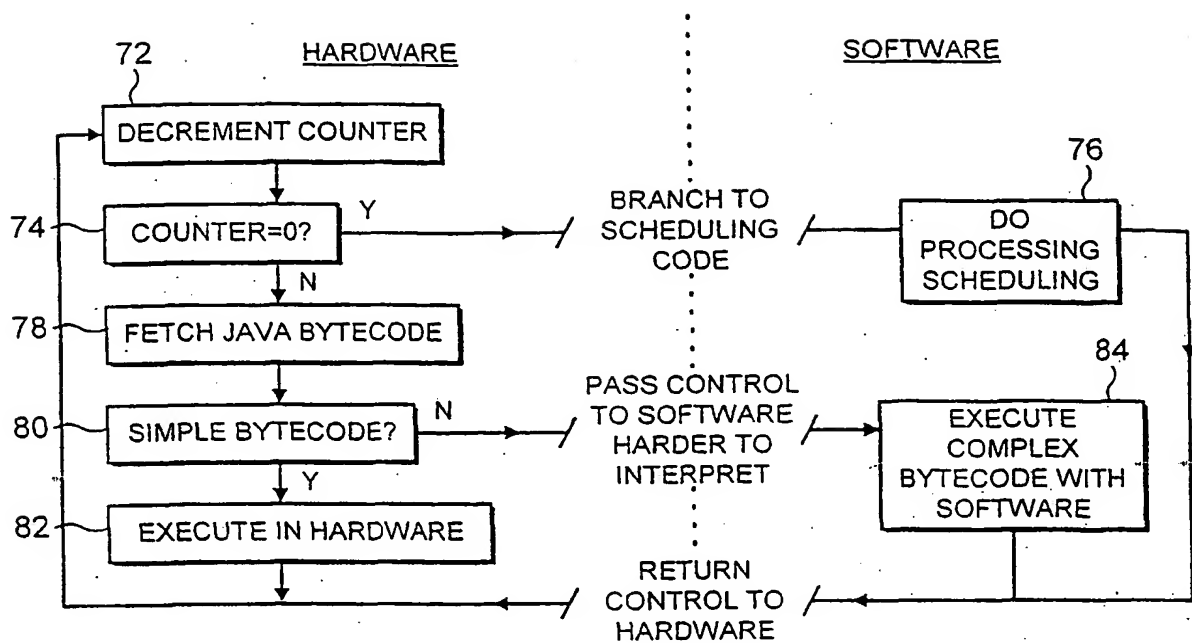 HARDWARE
SOFTWARE
72
DECREMENT COUNTER
76
74
COUNTER=0?
Y
BRANCH TO
SCHEDULING
CODE
DO
PROCESSING
SCHEDULING
N
78
FETCH JAVA BYTECODE
84
80
SIMPLE BYTECODE?
N
PASS CONTROL
TO SOFTWARE
HARDER TO
INTERPRET
EXECUTE
COMPLEX
BYTECODE WITH
SOFTWARE
Y
82
EXECUTE IN HARDWARE
RETURN
CONTROL TO
HARDWARE